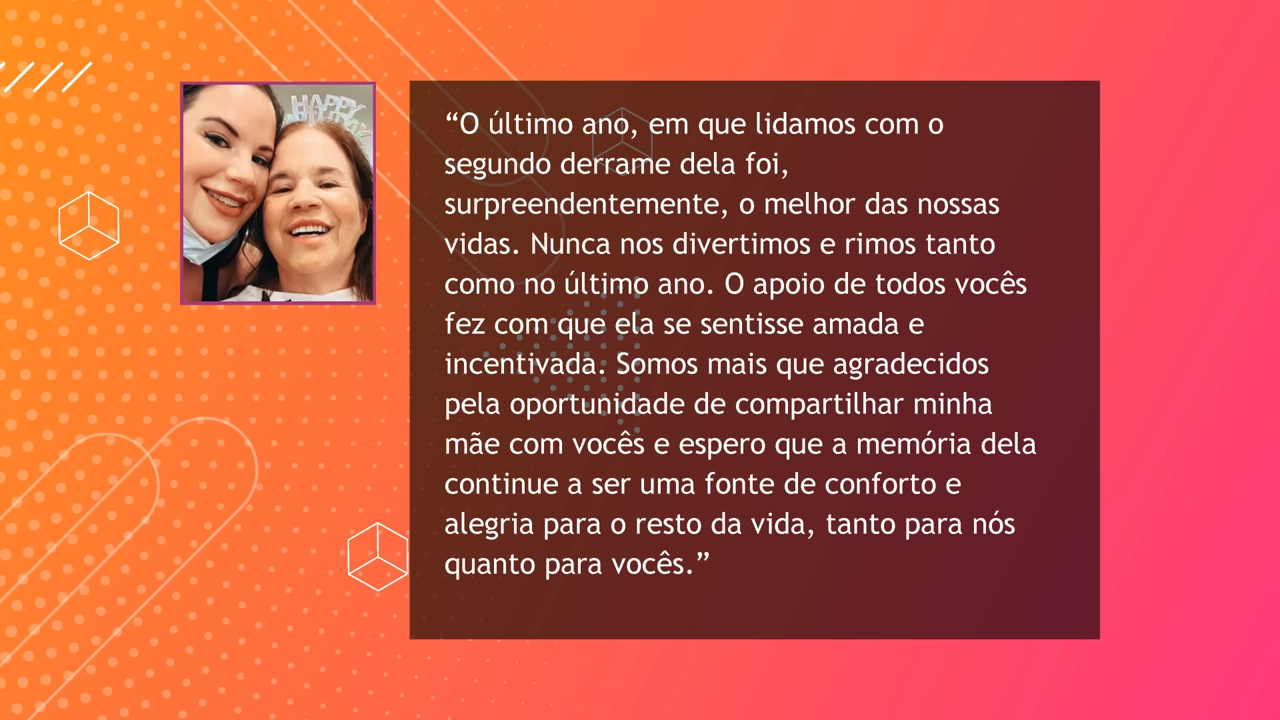 HAPPY
BIRTHDAY
“O último ano, em que lidamos com o
segundo derrame dela foi,
surpreendentemente, o melhor das nossas
vidas. Nunca nos divertimos e rimos tanto
como no último ano. O apoio de todos vocês
fez com que ela se sentisse amada e
incentivada. Somos mais que agradecidos
pela oportunidade de compartilhar minha
mãe com vocês e espero que a memória dela
continue a ser uma fonte de conforto e
alegria para o resto da vida, tanto para nós
quanto para vocês.”